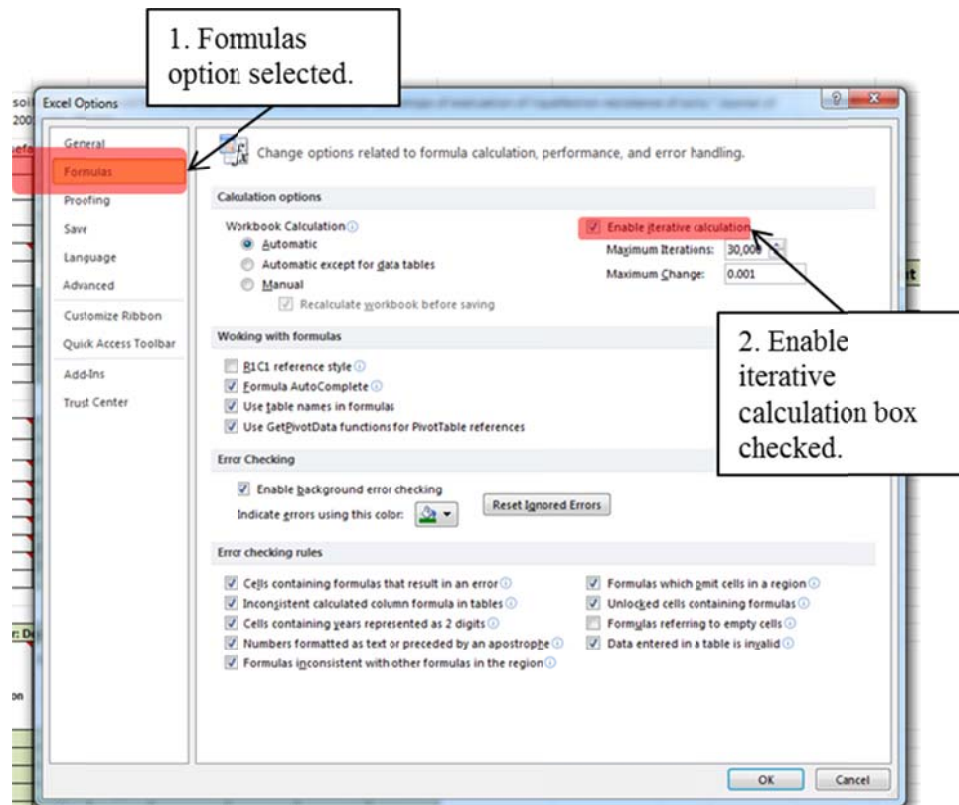 1. Formulas
option selected.
soil
Excel Options
200
General
Change options related to formula calculation, performance, and error handling.
Formulas
Proofing
Calculation options
Save
Workbook Calculation
Enable iterative calculation
Automatic
Maximum Iterations: 30,000
Language
Automatic except for data tables
Maximum Change: 0.001
Advanced
Manual
Recalculate workbook before saving
Customize Ribbon
Quick Access Toolbar
Woking with formulas
2. Enable
iterative
calculation box
checked.
Add-Ins
R1C1 reference style
Formula AutoComplete
Trust Center
Use table names in formulas
Use GetPivotData functions for PivotTable references
Error Checking
Enable background error checking
Indicate errors using this color:
Reset Ignored Errors
Error checking rules
Cells containing formulas that result in an error
Formulas which omit cells in a region
Inconsistent calculated column formula in tables
Unlocked cells containing formulas
Cells containing years represented as 2 digits
Formulas referring to empty cells
Numbers formatted as text or preceded by an apostrophe
Data entered in a table is invalid
Formulas inconsistent with other formulas in the region
OK
Cancel